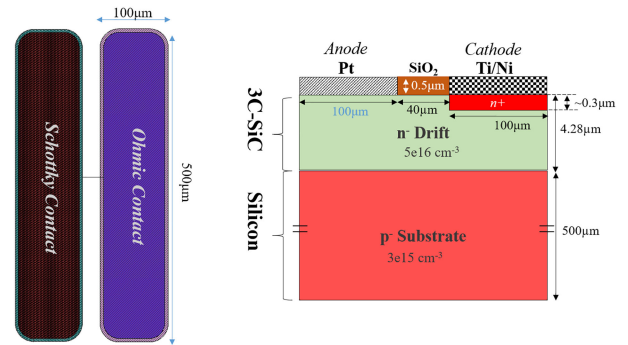 100μm
Schottky Contact
Ohmic Contact
500μm
Anode
Pt
SiO₂
Cathode
Ti/Ni
0.5μm
n+
~0.3μm
100μm
40μm
100μm
4.28μm
3C-SiC
n⁻ Drift
5e16 cm⁻³
Silicon
p⁻ Substrate
3e15 cm⁻³
500μm